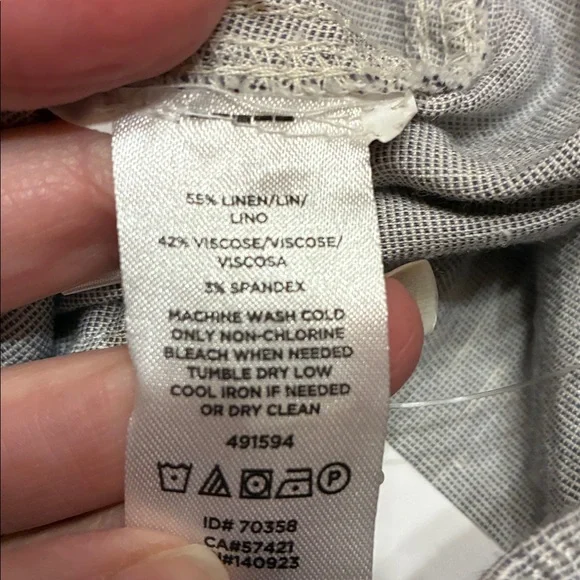 55% LINEN/LIN/
LINO
42% VISCOSE/VISCOSE/
VISCOSA
3% SPANDEX
MACHINE WASH COLD
ONLY NON-CHLORINE
BLEACH WHEN NEEDED
TUMBLE DRY LOW
COOL IRON IF NEEDED
OR DRY CLEAN
491594
P
ID# 70358
CA#57421
#140923